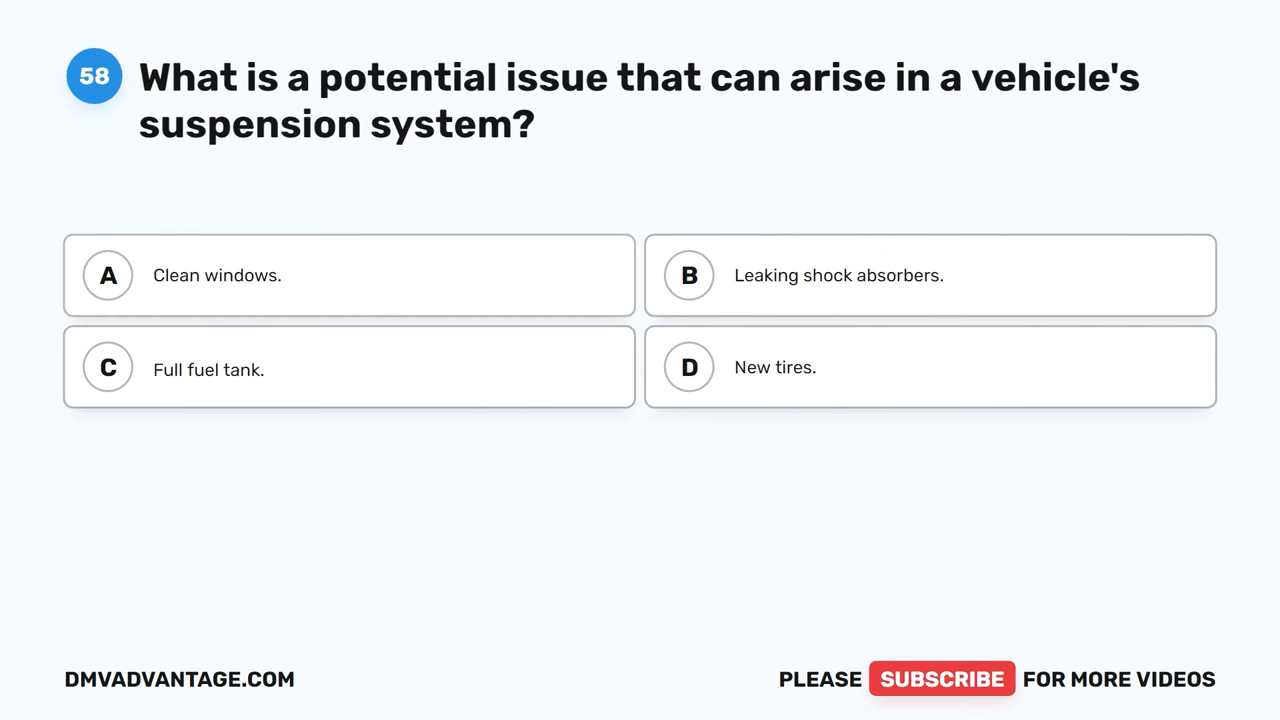 58
What is a potential issue that can arise in a vehicle's
suspension system?
A Clean windows.
B Leaking shock absorbers.
C Full fuel tank.
D New tires.
DMVADVANTAGE.COM
PLEASE SUBSCRIBE FOR MORE VIDEOS